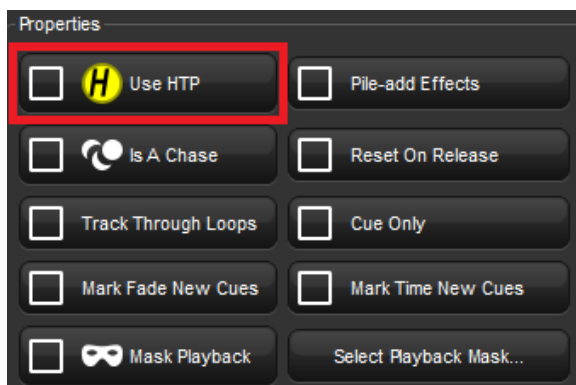 Properties
H Use HTP
Pile-add Effects
Is A Chase
Reset On Release
Track Through Loops
Cue Only
Mark Fade New Cues
Mark Time New Cues
Mask Playback
Select Playback Mask...